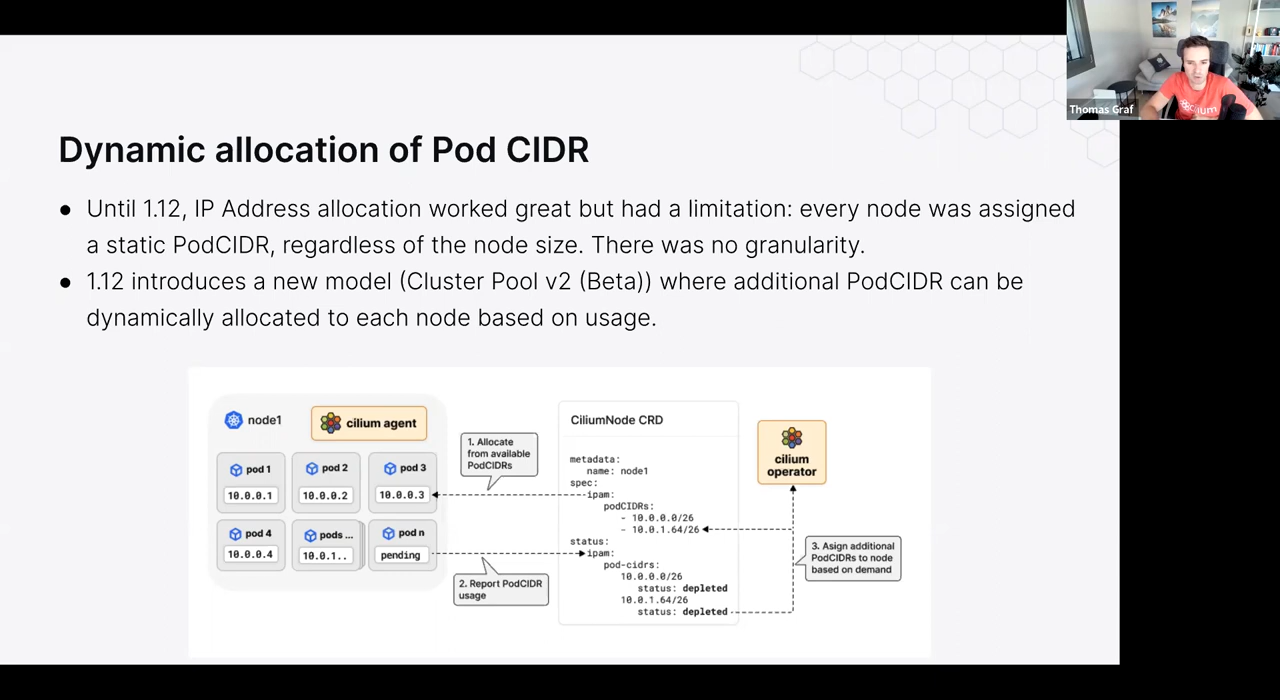 Thomas Graf
Dynamic allocation of Pod CIDR
● Until 1.12, IP Address allocation worked great but had a limitation: every node was assigned
a static PodCIDR, regardless of the node size. There was no granularity.
● 1.12 introduces a new model (Cluster Pool v2 (Beta)) where additional PodCIDR can be
dynamically allocated to each node based on usage.
node1
cilium agent
pod 1
10.0.0.1
pod 2
10.0.0.2
pod 3
10.0.0.3
pod 4
10.0.0.4
pods ...
10.0.1..
pod n
pending
1. Allocate
from available
PodCIDRs
2. Report PodCIDR
usage
CiliumNode CRD
metadata:
name: node1
spec:
ipam:
podCIDRs:
- 10.0.0.0/26
- 10.0.1.64/26
status:
ipam:
pod-cidrs:
10.0.0.0/26
status: depleted
10.0.1.64/26
status: depleted
cilium
operator
3. Asign additional
PodCIDRs to node
based on demand